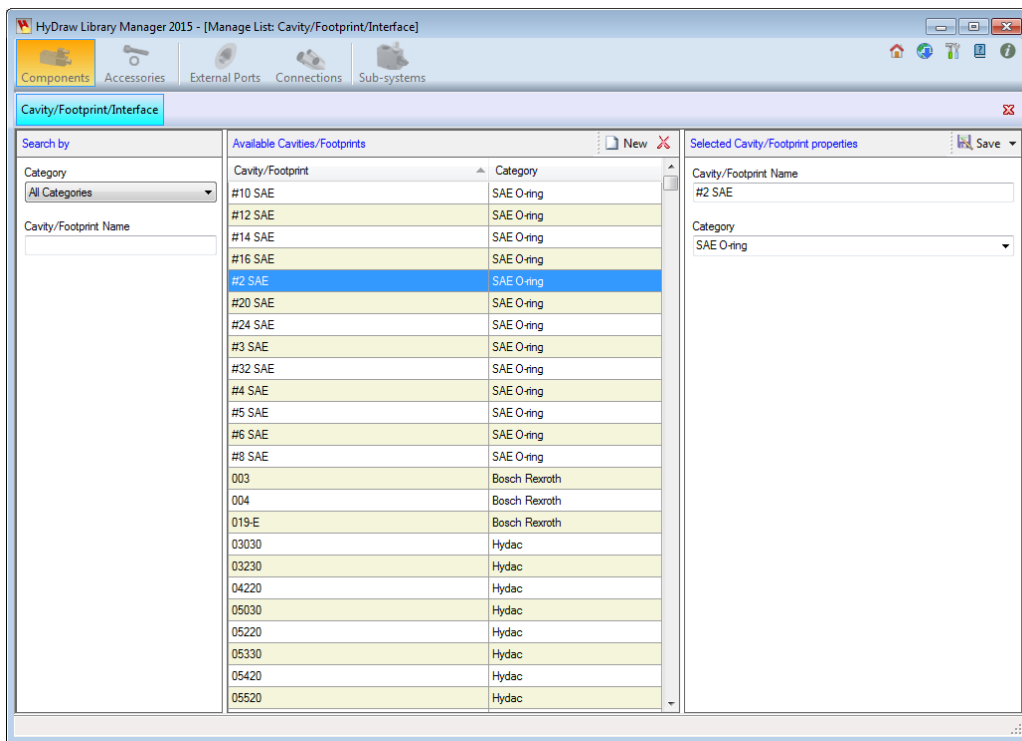 HyDraw Library Manager 2015 - [Manage List: Cavity/Footprint/Interface]
Components Accessories External Ports Connections Sub-systems
Cavity/Footprint/Interface
Search by
Category
All Categories
Cavity/Footprint Name
Available Cavities/Footprints New
Cavity/Footprint Category
#10 SAE SAE O-ring
#12 SAE SAE O-ring
#14 SAE SAE O-ring
#16 SAE SAE O-ring
#2 SAE SAE O-ring
#20 SAE SAE O-ring
#24 SAE SAE O-ring
#3 SAE SAE O-ring
#32 SAE SAE O-ring
#4 SAE SAE O-ring
#5 SAE SAE O-ring
#6 SAE SAE O-ring
#8 SAE SAE O-ring
003 Bosch Rexroth
004 Bosch Rexroth
019-E Bosch Rexroth
03030 Hydac
03230 Hydac
04220 Hydac
05030 Hydac
05220 Hydac
05330 Hydac
05420 Hydac
05520 Hydac
Selected Cavity/Footprint properties Save
Cavity/Footprint Name
#2 SAE
Category
SAE O-ring